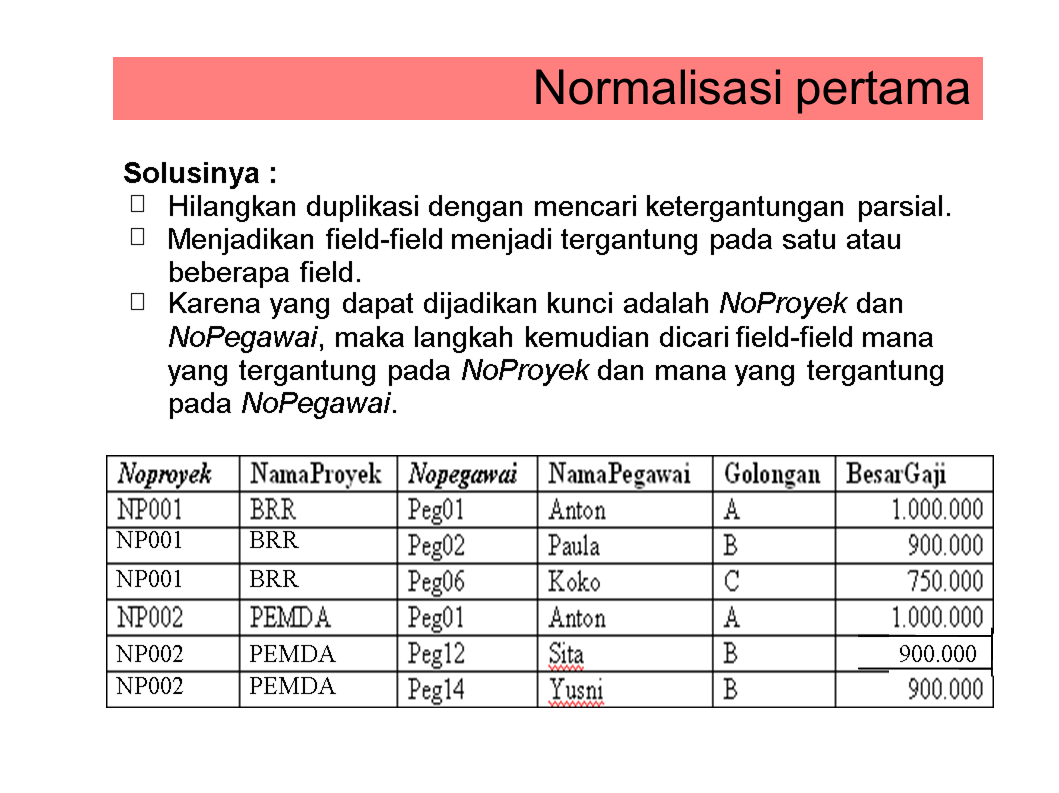 Normalisasi pertama
Solusinya :
Hilangkan duplikasi dengan mencari ketergantungan parsial.
Menjadikan field-field menjadi tergantung pada satu atau
beberapa field.
Karena yang dapat dijadikan kunci adalah NoProyek dan
NoPegawai, maka langkah kemudian dicari field-field mana
yang tergantung pada NoProyek dan mana yang tergantung
pada NoPegawai.
Noproyek NamaProyek Nopegawai NamaPegawai Golongan BesarGaji
NP001 BRR Peg01 Anton A 1.000.000
NP001 BRR Peg02 Paula B 900.000
NP001 BRR Peg06 Koko C 750.000
NP002 PEMDA Peg01 Anton A 1.000.000
NP002 PEMDA Peg12 Sita B 900.000
NP002 PEMDA Peg14 Yusni B 900.000